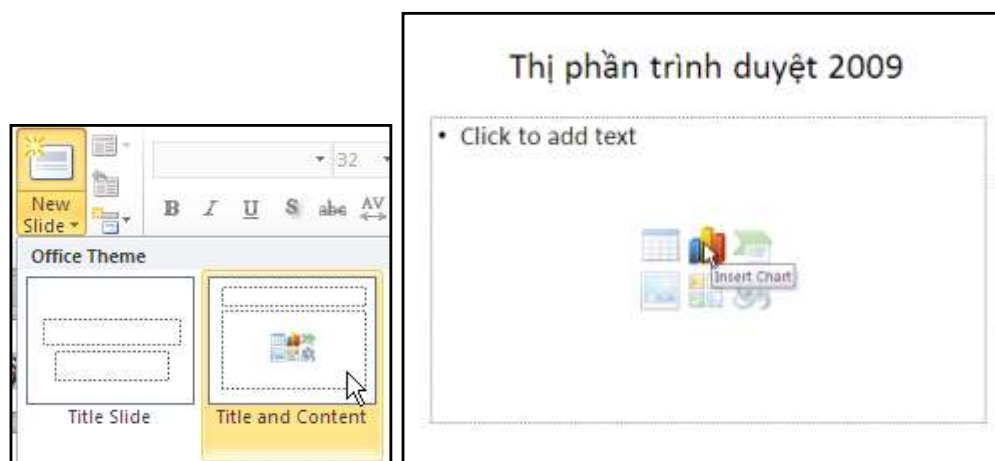 32
New
Slide
B I U S abc AV
Office Theme
Title Slide
Title and Content
Thị phần trình duyệt 2009
• Click to add text
Insert Chart